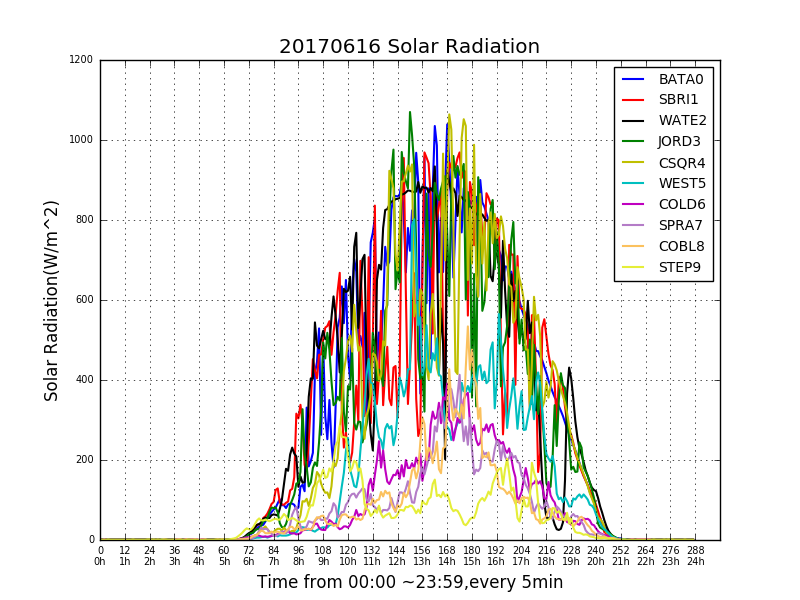 20170616 Solar Radiation
1200
1000
800
600
400
200
0
Solar Radiation(W/m^2)
BATA0
SBRI1
WATE2
JORD3
CSQR4
WEST5
COLD6
SPRA7
COBL8
STEP9
0 12 24 36 48 60 72 84 96 108 120 132 144 156 168 180 192 204 216 228 240 252 264 276 288
0h 1h 2h 3h 4h 5h 6h 7h 8h 9h 10h 11h 12h 13h 14h 15h 16h 17h 18h 19h 20h 21h 22h 23h 24h
Time from 00:00 ~23:59,every 5min